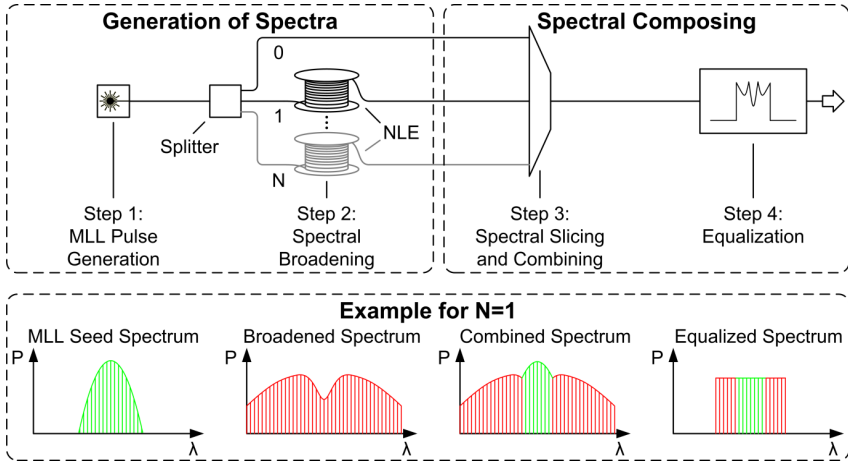 Generation of Spectra
Spectral Composing
0
1
N
Splitter
NLE
Step 1:
MLL Pulse
Generation
Step 2:
Spectral
Broadening
Step 3:
Spectral Slicing
and Combining
Step 4:
Equalization
Example for N=1
MLL Seed Spectrum
P
λ
Broadened Spectrum
P
λ
Combined Spectrum
P
λ
Equalized Spectrum
P
λ